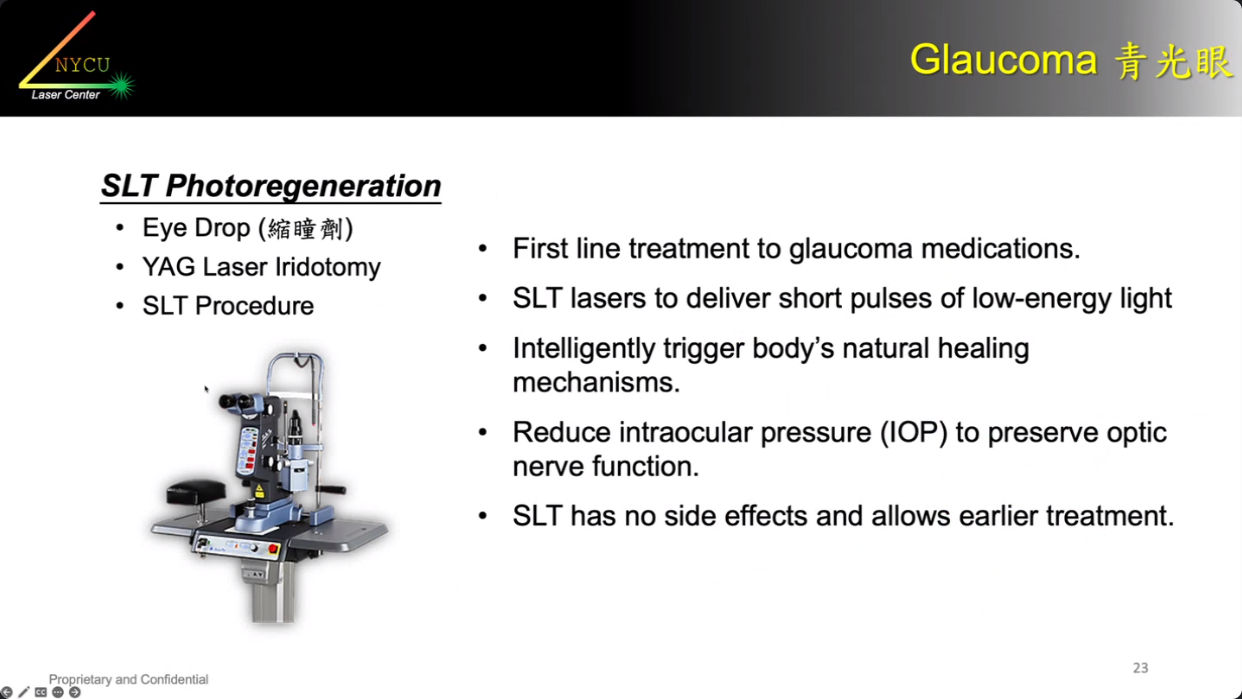 NYCU
Laser Center
Glaucoma 青光眼
SLT Photoregeneration
• Eye Drop (縮瞳劑)
• YAG Laser Iridotomy
• SLT Procedure
• First line treatment to glaucoma medications.
• SLT lasers to deliver short pulses of low-energy light
• Intelligently trigger body’s natural healing
mechanisms.
• Reduce intraocular pressure (IOP) to preserve optic
nerve function.
• SLT has no side effects and allows earlier treatment.
Proprietary and Confidential
23